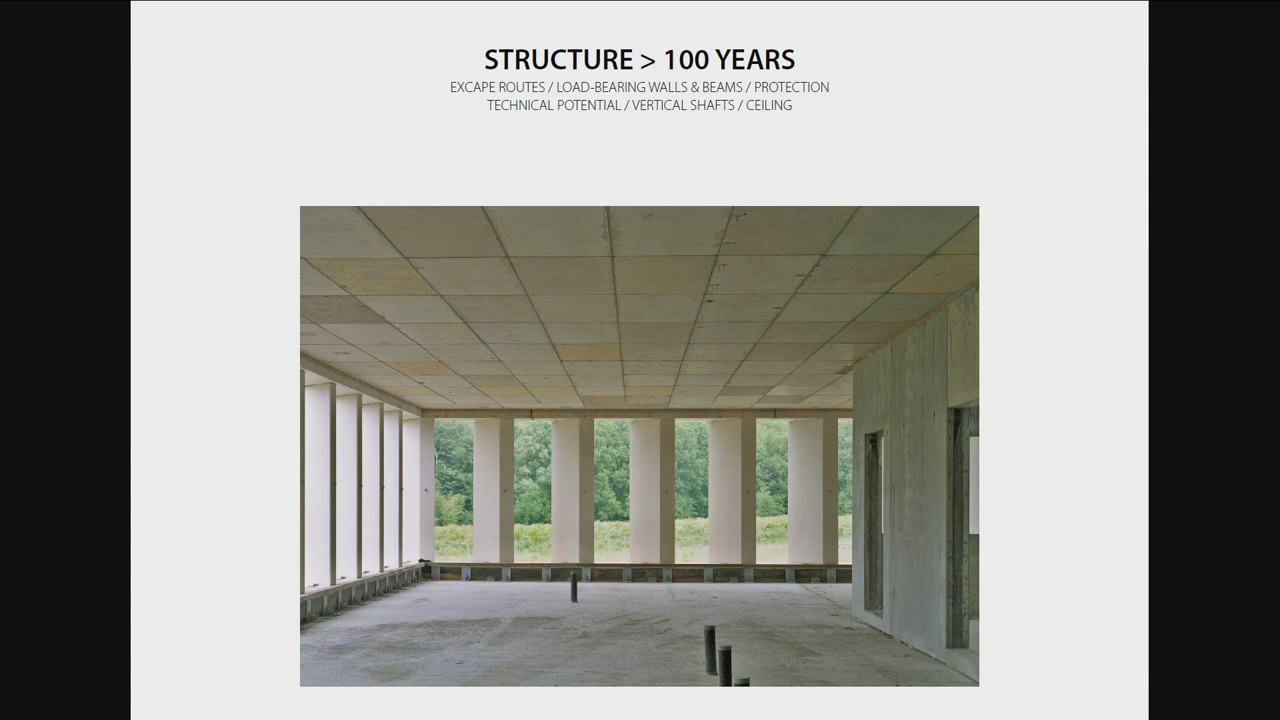 STRUCTURE > 100 YEARS
EXCAPE ROUTES / LOAD-BEARING WALLS & BEAMS / PROTECTION
TECHNICAL POTENTIAL / VERTICAL SHAFTS / CEILING